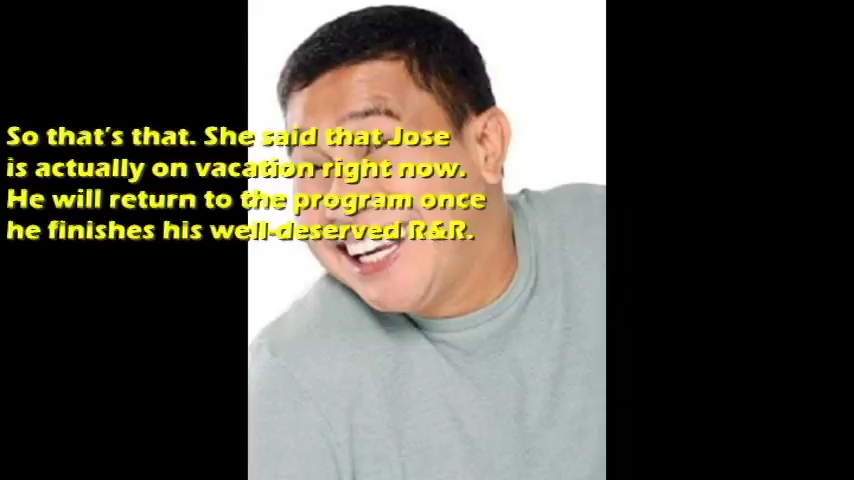 So that's that. She said that Jose
is actually on vacation right now.
He will return to the program once
he finishes his well-deserved R&R.